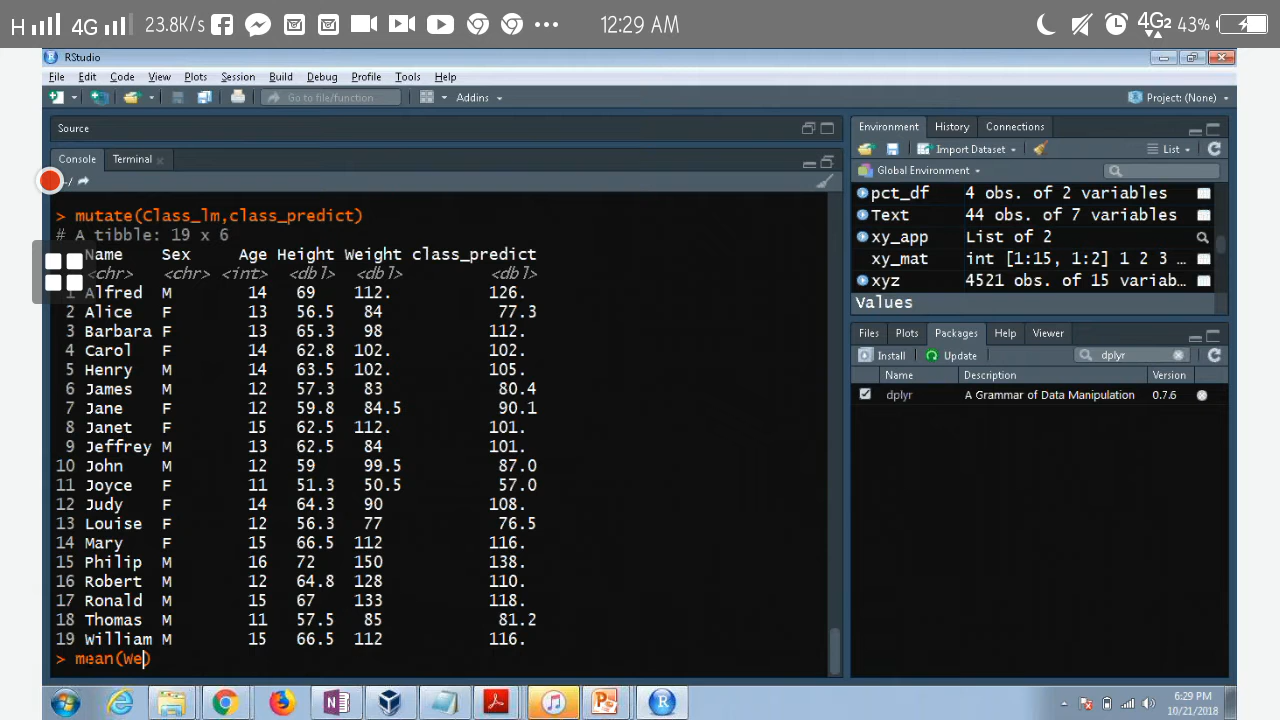 H 4G 23.8K/s 12:29 AM 4G2 43%
RStudio
File Edit Code View Plots Session Build Debug Profile Tools Help
Go to file/function Addins Project: (None)
Source
Console Terminal
~/
> mutate(Class_lm,class_predict)
# A tibble: 19 x 6
Name Sex Age Height Weight class_predict
<chr> <chr> <int> <dbl> <dbl> <dbl>
1 Alfred M 14 69 112. 126.
2 Alice F 13 56.5 84 77.3
3 Barbara F 13 65.3 98 112.
4 Carol F 14 62.8 102. 102.
5 Henry M 14 63.5 102. 105.
6 James M 12 57.3 83 80.4
7 Jane F 12 59.8 84.5 90.1
8 Janet F 15 62.5 112. 101.
9 Jeffrey M 13 62.5 84 101.
10 John M 12 59 99.5 87.0
11 Joyce F 11 51.3 50.5 57.0
12 Judy F 14 64.3 90 108.
13 Louise F 12 56.3 77 76.5
14 Mary F 15 66.5 112 116.
15 Philip M 16 72 150 138.
16 Robert M 12 64.8 128 110.
17 Ronald M 15 67 133 118.
18 Thomas M 11 57.5 85 81.2
19 William M 15 66.5 112 116.
> mean(We)
Environment History Connections
Import Dataset List
Global Environment
pct_df 4 obs. of 2 variables
Text 44 obs. of 7 variables
xy_app List of 2
xy_mat int [1:15, 1:2] 1 2 3 ...
xyz 4521 obs. of 15 variab...
Values
Files Plots Packages Help Viewer
Install Update dplyr
Name Description Version
dplyr A Grammar of Data Manipulation 0.7.6
6:29 PM
10/21/2018